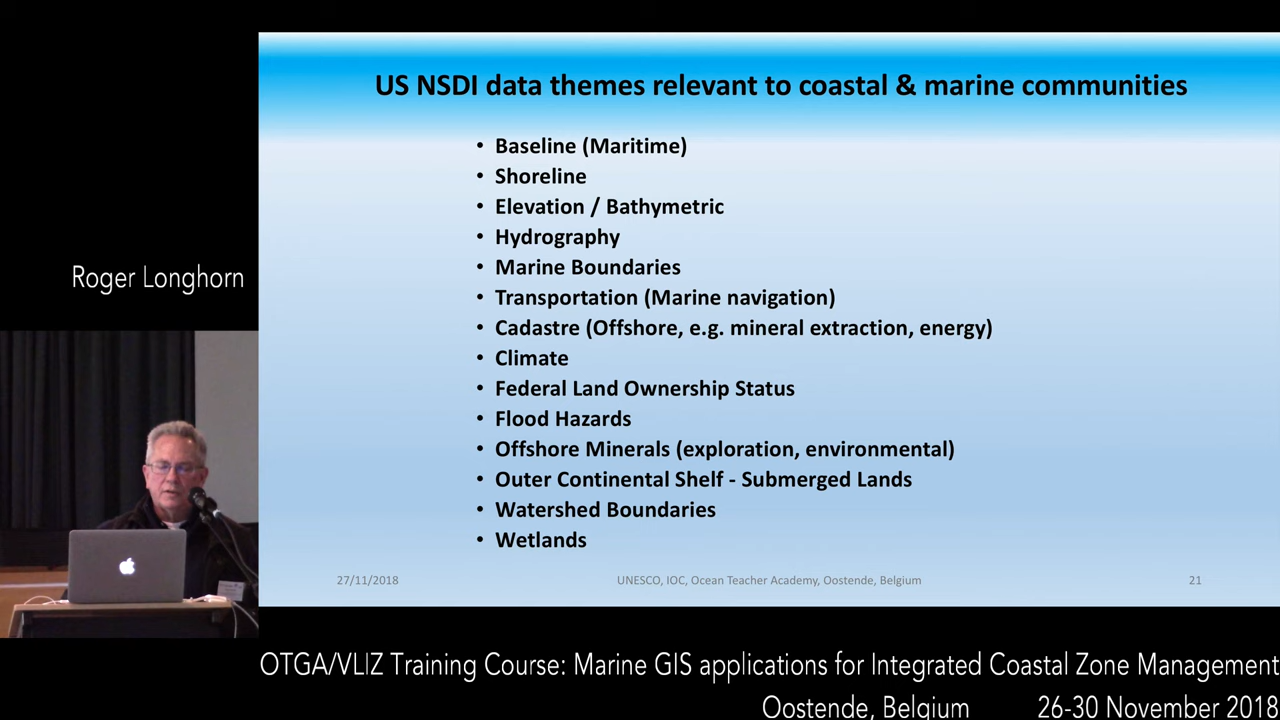 US NSDI data themes relevant to coastal & marine communities
• Baseline (Maritime)
• Shoreline
• Elevation / Bathymetric
• Hydrography
• Marine Boundaries
• Transportation (Marine navigation)
• Cadastre (Offshore, e.g. mineral extraction, energy)
• Climate
• Federal Land Ownership Status
• Flood Hazards
• Offshore Minerals (exploration, environmental)
• Outer Continental Shelf - Submerged Lands
• Watershed Boundaries
• Wetlands
27/11/2018 UNESCO, IOC, Ocean Teacher Academy, Oostende, Belgium 21
Roger Longhorn
OTGA/VLIZ Training Course: Marine GIS applications for Integrated Coastal Zone Management
Oostende, Belgium 26-30 November 2018